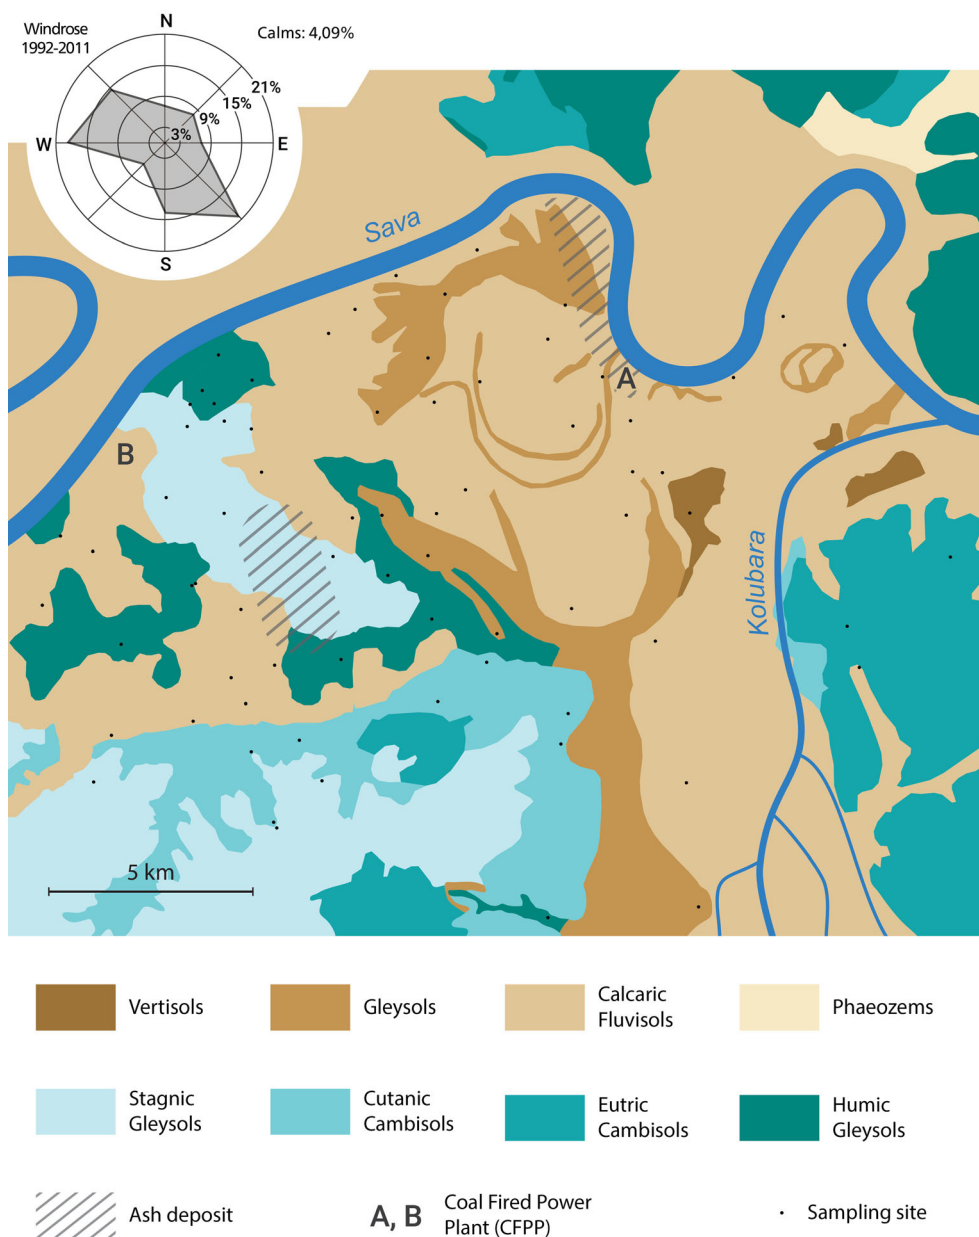 Windrose
1992-2011
N
Calms: 4,09%
21%
15%
9%
3%
W
E
S
Sava
A
B
Kolubara
5 km
Vertisols
Gleysols
Calcaric
Fluvisols
Phaeozems
Stagnic
Gleysols
Cutanic
Cambisols
Eutric
Cambisols
Humic
Gleysols
Ash deposit
A, B
Coal Fired Power
Plant (CFPP)
Sampling site